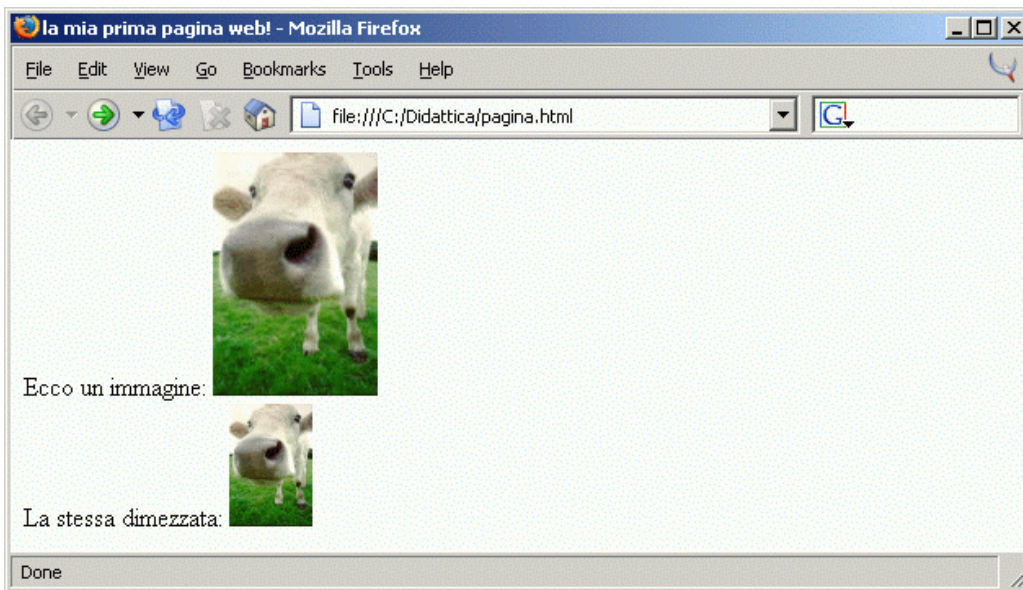 la mia prima pagina web! - Mozilla Firefox
File Edit View Go Bookmarks Tools Help
file:///C:/Didattica/pagina.html G
Ecco un immagine:
La stessa dimezzata:
Done